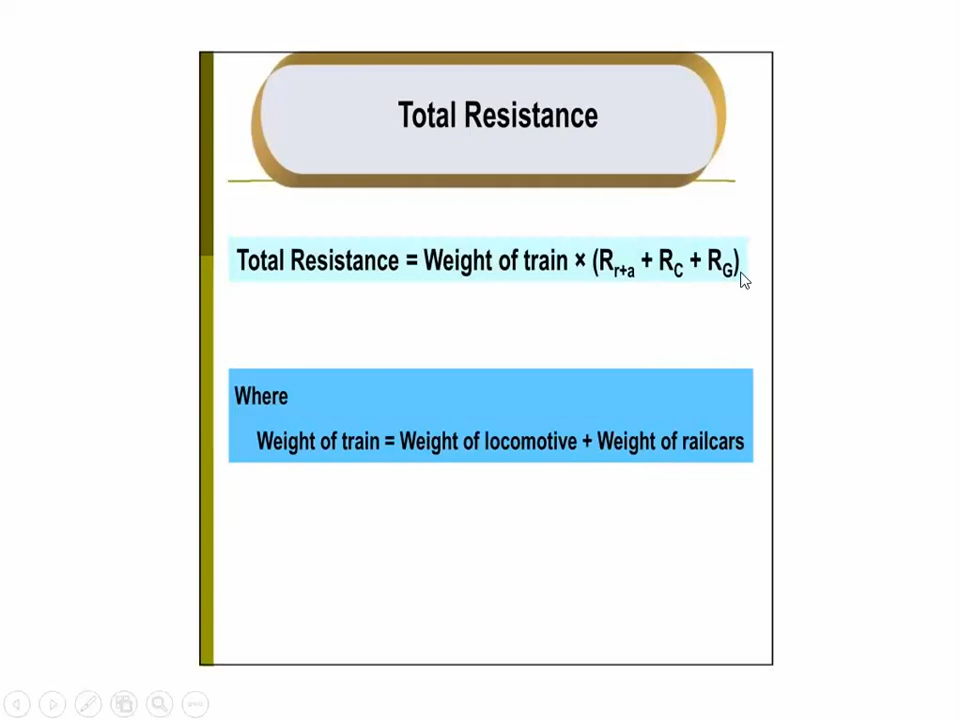 Total Resistance
Total Resistance = Weight of train × (Rr+a + RC + RG)
Where
Weight of train = Weight of locomotive + Weight of railcars